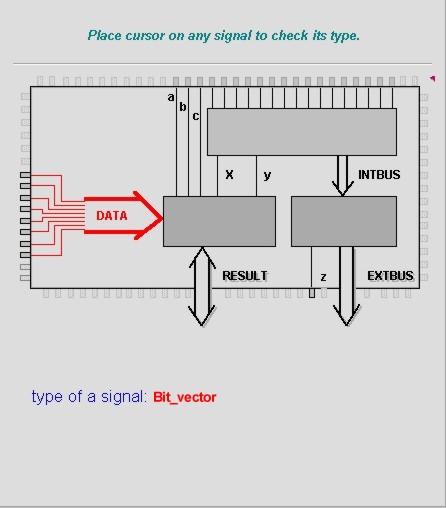 Place cursor on any signal to check its type.
a
b
c
X y INTBUS
DATA
RESULT z EXTBUS
type of a signal: Bit_vector